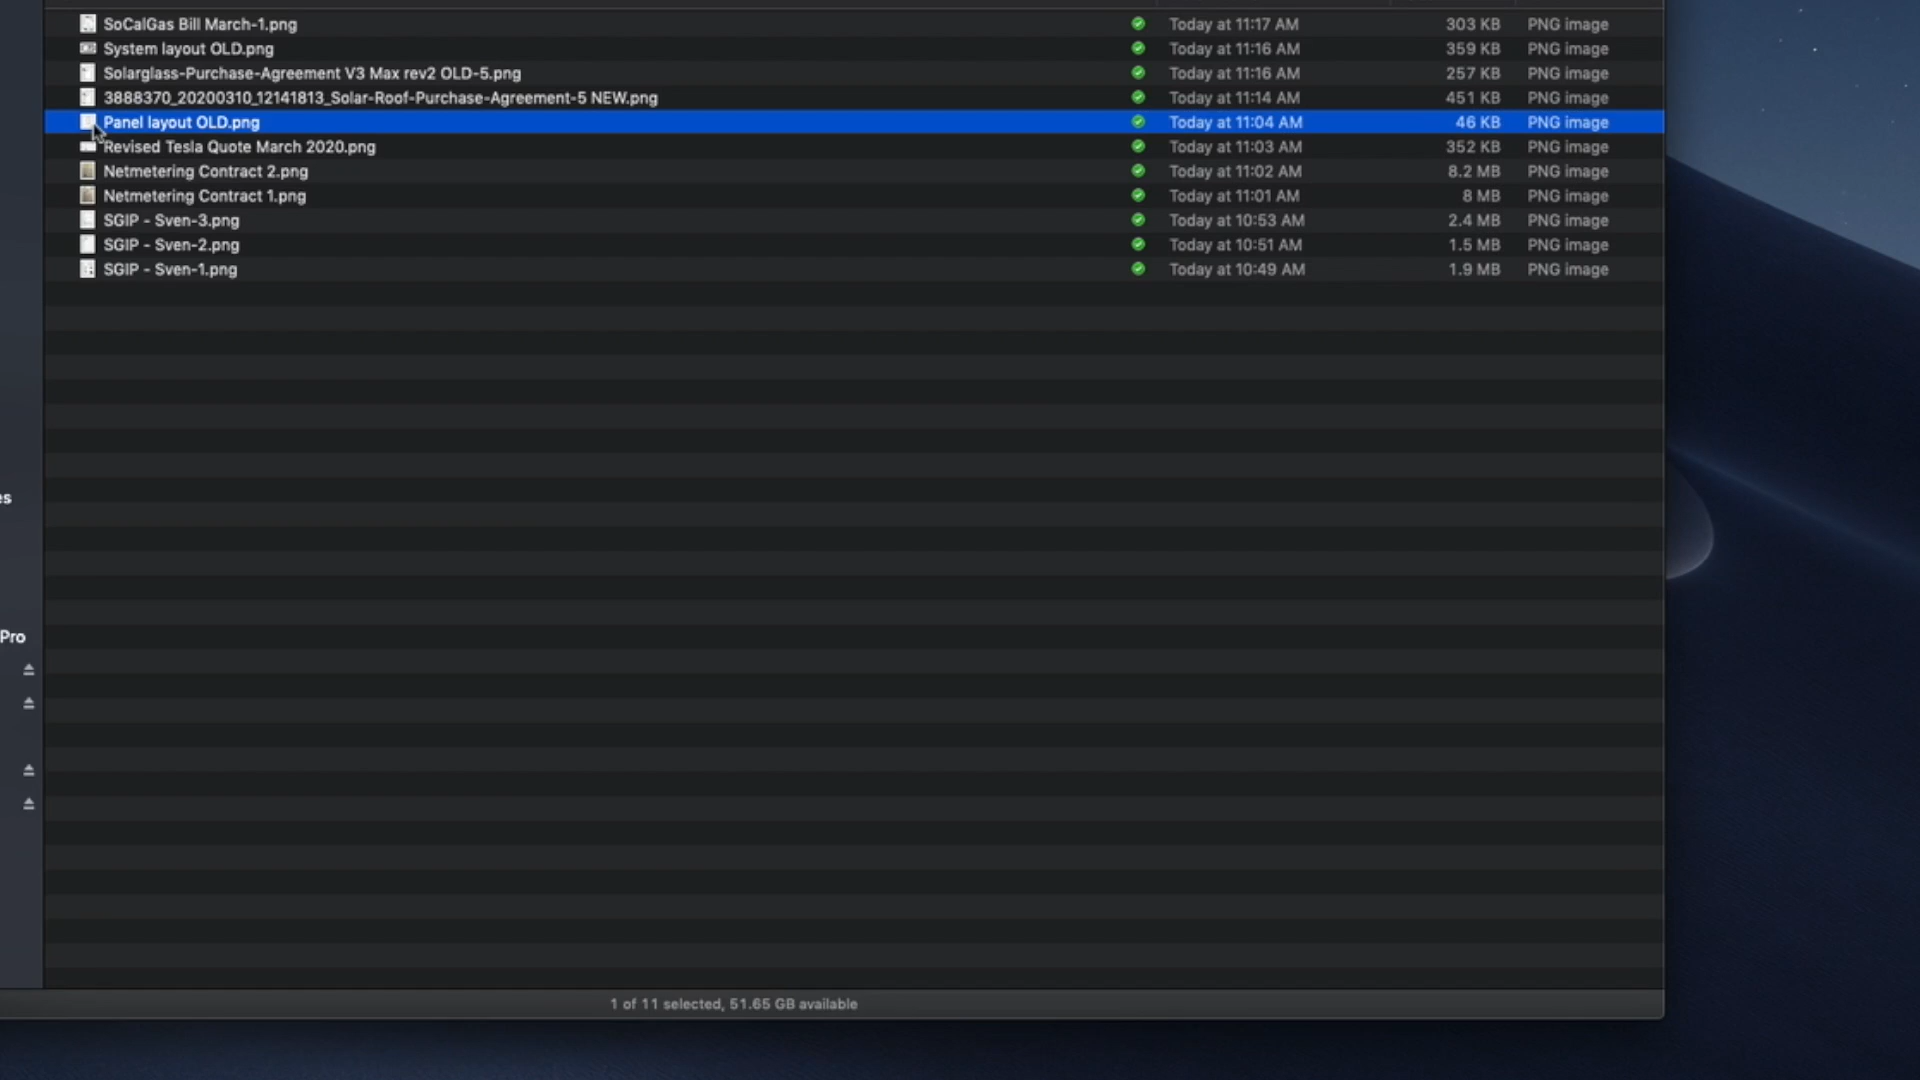 SoCalGas Bill March-1.png Today at 11:17 AM 303 KB PNG image
System layout OLD.png Today at 11:16 AM 359 KB PNG image
Solarglass-Purchase-Agreement V3 Max rev2 OLD-5.png Today at 11:16 AM 257 KB PNG image
3888370_20200310_12141813_Solar-Roof-Purchase-Agreement-5 NEW.png Today at 11:14 AM 451 KB PNG image
Panel layout OLD.png Today at 11:04 AM 46 KB PNG image
Revised Tesla Quote March 2020.png Today at 11:03 AM 352 KB PNG image
Netmetering Contract 2.png Today at 11:02 AM 8.2 MB PNG image
Netmetering Contract 1.png Today at 11:01 AM 8 MB PNG image
SGIP - Sven-3.png Today at 10:53 AM 2.4 MB PNG image
SGIP - Sven-2.png Today at 10:51 AM 1.5 MB PNG image
SGIP - Sven-1.png Today at 10:49 AM 1.9 MB PNG image
es
Pro
1 of 11 selected, 51.65 GB available